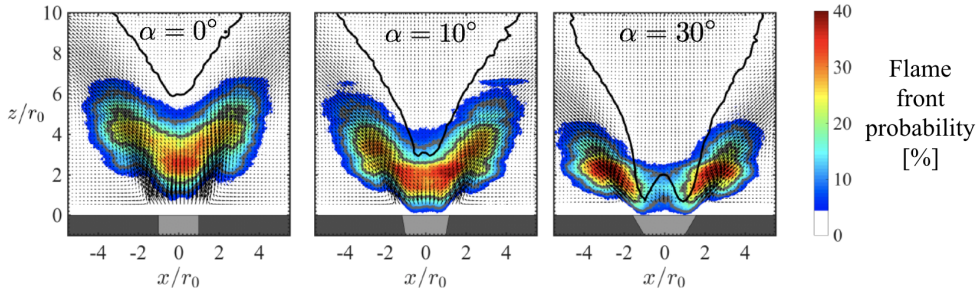 α = 0°
α = 10°
α = 30°
10
8
6
4
2
0
z/r₀
-4 -2 0 2 4
-4 -2 0 2 4
-4 -2 0 2 4
x/r₀
x/r₀
x/r₀
40
30
20
10
0
Flame
front
probability
[%]